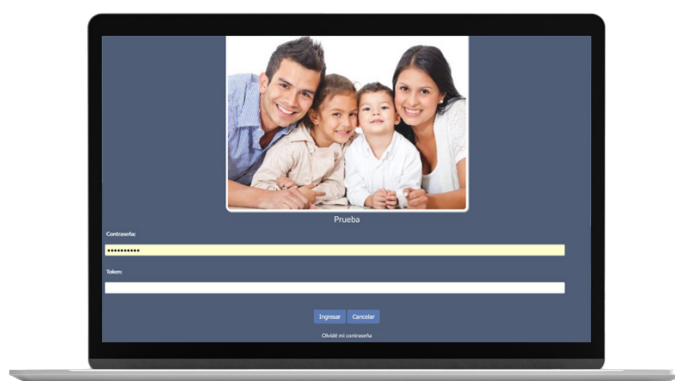 Prueba
Contraseña:
••••••••••
Token:
Ingresar Cancelar
Olvidé mi contraseña